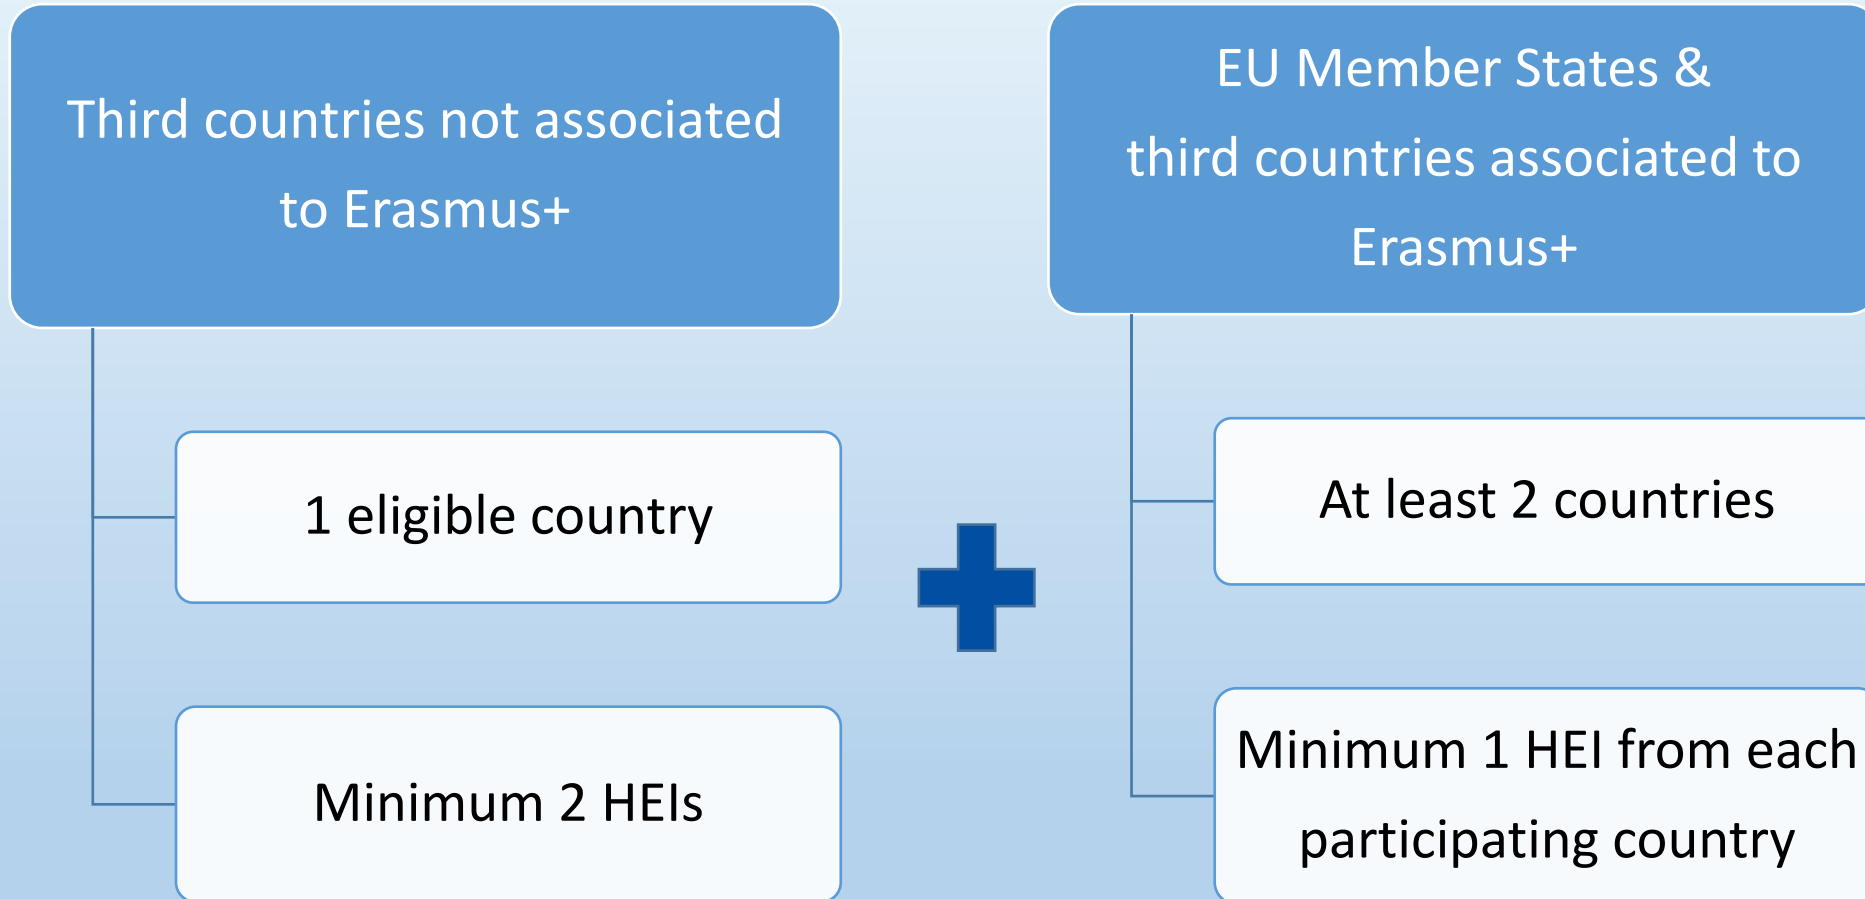 Third countries not associated
to Erasmus+
1 eligible country
Minimum 2 HEIs
EU Member States &
third countries associated to
Erasmus+
At least 2 countries
Minimum 1 HEI from each
participating country